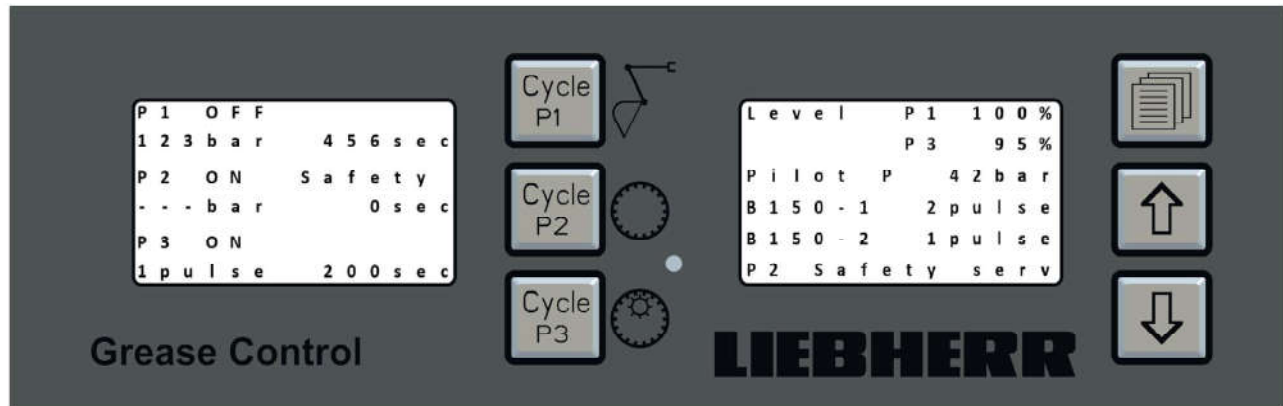 P1 OFF
123bar 456sec
P2 ON Safety
---bar 0sec
P3 ON
1pulse 200sec
Grease Control
Cycle
P1
Cycle
P2
Cycle
P3
Level P1 100%
P3 95%
Pilot P 42bar
B150-1 2pulse
B150-2 1pulse
P2 Safety serv
LIEBHERR